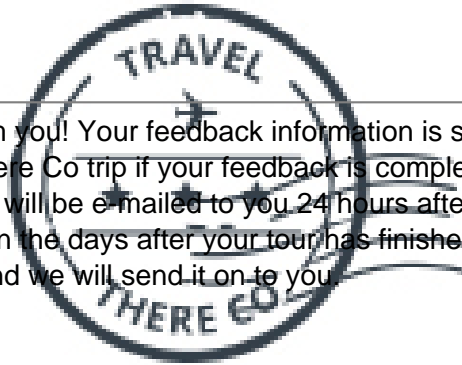 TRAVEL
n you! Your feedback information is s
ere Co trip if your feedback is comple
will be e-mailed to you 24 hours afte
n the days after your tour has finishe
nd we will send it on to you.
THERE CO.